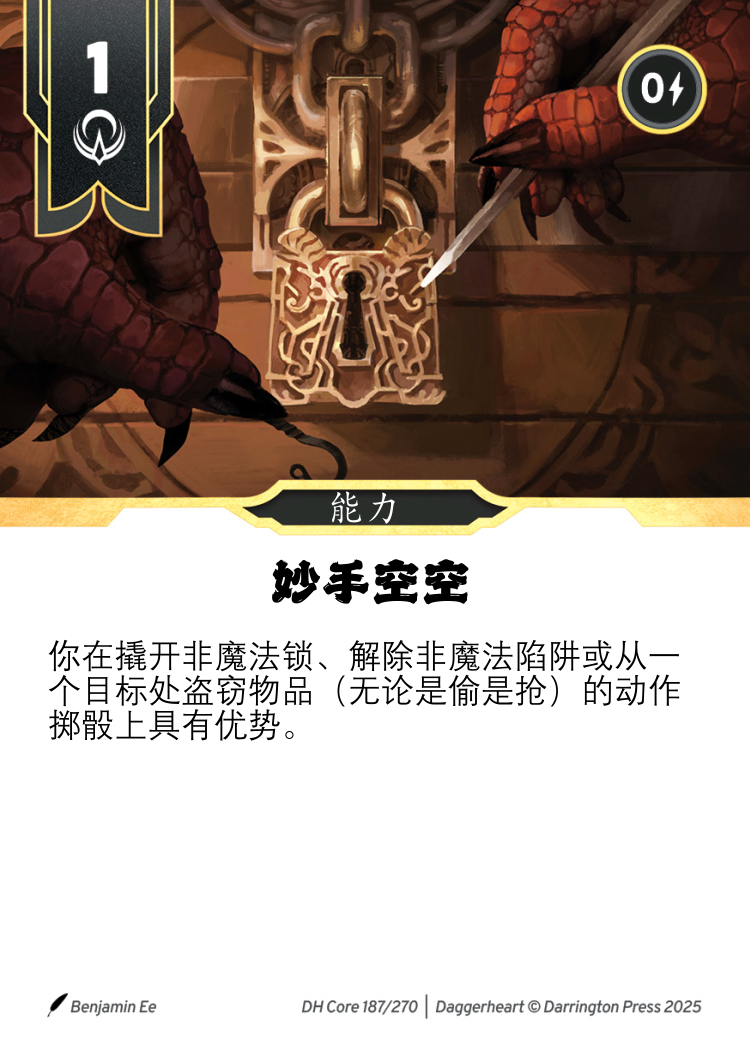 1
0
能力
妙手空空
你在撬开非魔法锁、解除非魔法陷阱或从一
个目标处盗窃物品（无论是偷是抢）的动作
掷骰上具有优势。
Benjamin Ee
DH Core 187/270 | Daggerheart © Darrington Press 2025